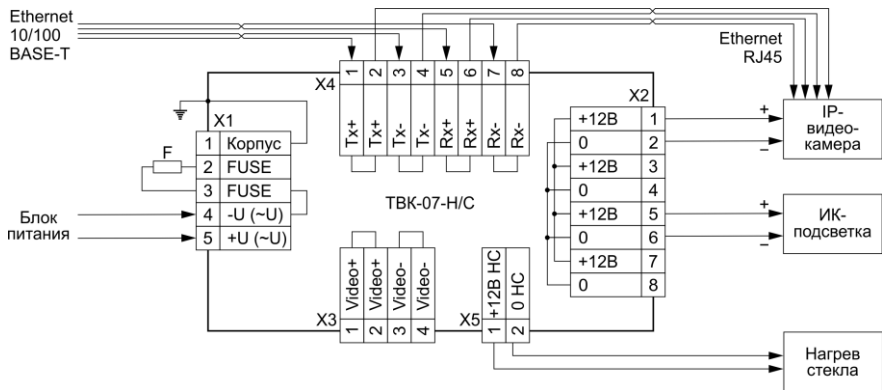 Ethernet
10/100
BASE-T
Ethernet
RJ45
X4
1 2 3 4 5 6 7 8
Tx+ Tx+ Tx- Tx- Rx+ Rx+ Rx- Rx-
X1
1 Корпус
2 FUSE
3 FUSE
4 -U (~U)
5 +U (~U)
F
Блок
питания
ТВК-07-Н/С
X2
+12В 1
0 2
+12В 3
0 4
+12В 5
0 6
+12В 7
0 8
+
–
IP-
видео-
камера
+
–
ИК-
подсветка
X3
Video+ Video+ Video- Video-
1 2 3 4
X5
+12В НС 0 НС
1 2
Нагрев
стекла